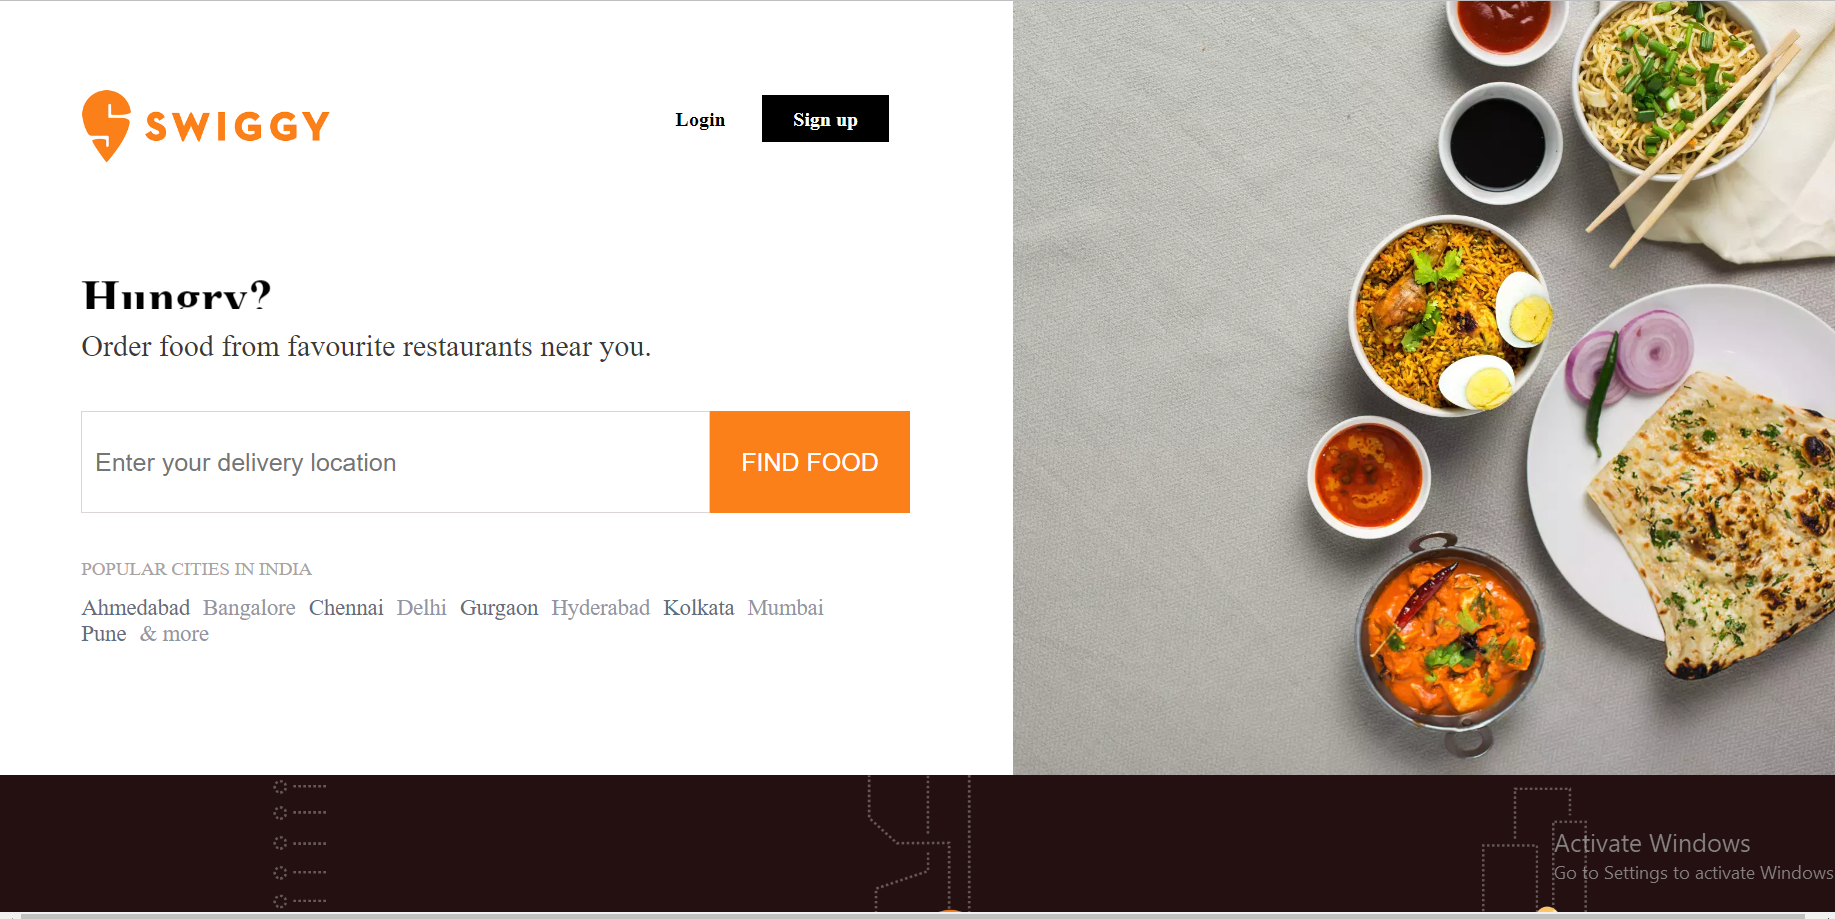 SWIGGY
Login
Sign up
Hungry?
Order food from favourite restaurants near you.
Enter your delivery location
FIND FOOD
POPULAR CITIES IN INDIA
Ahmedabad Bangalore Chennai Delhi Gurgaon Hyderabad Kolkata Mumbai
Pune & more
Activate Windows
Go to Settings to activate Windows